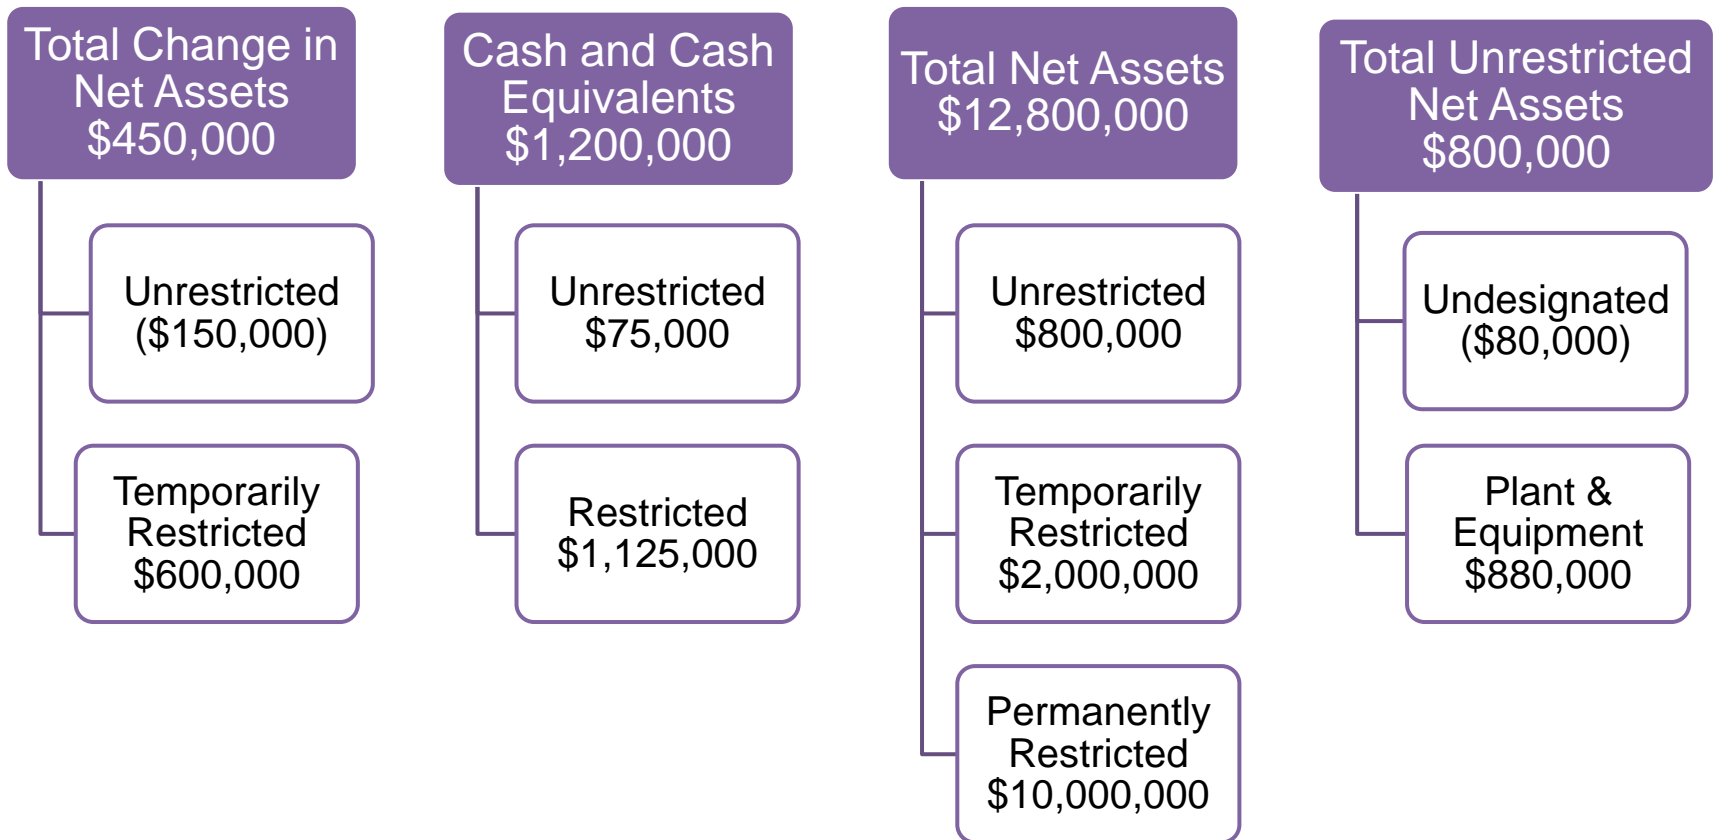 Total Change in
Net Assets
$450,000
Unrestricted
($150,000)
Temporarily
Restricted
$600,000
Cash and Cash
Equivalents
$1,200,000
Unrestricted
$75,000
Restricted
$1,125,000
Total Net Assets
$12,800,000
Unrestricted
$800,000
Temporarily
Restricted
$2,000,000
Permanently
Restricted
$10,000,000
Total Unrestricted
Net Assets
$800,000
Undesignated
($80,000)
Plant &
Equipment
$880,000